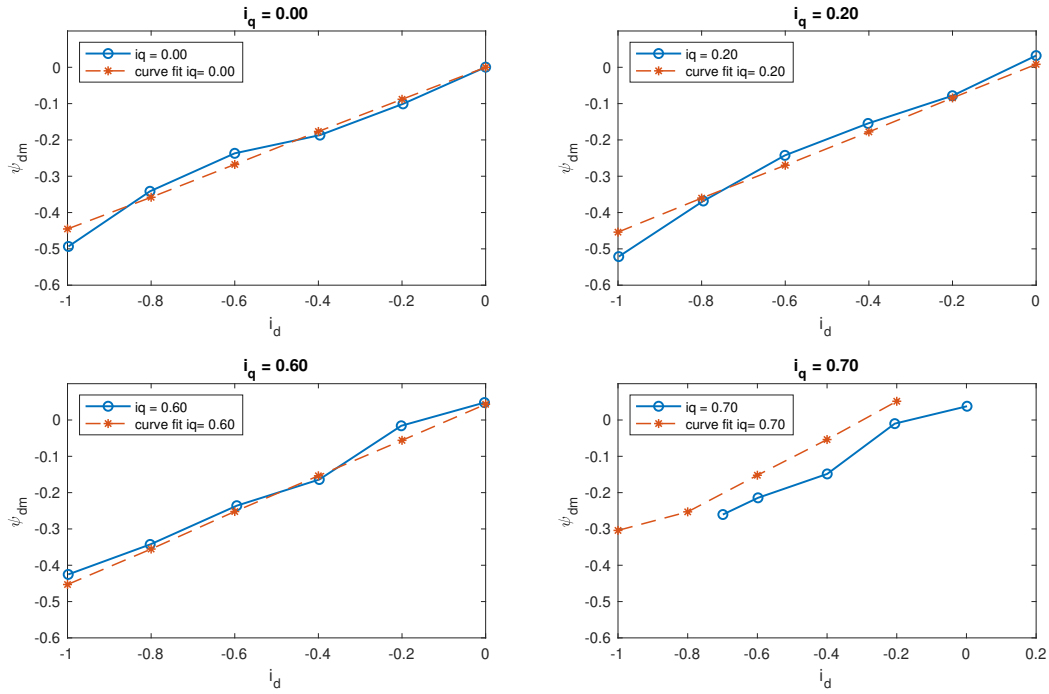 i_q = 0.00
iq = 0.00
curve fit iq= 0.00
0
-0.1
-0.2
-0.3
-0.4
-0.5
-0.6
ψ_dm
-1 -0.8 -0.6 -0.4 -0.2 0
i_d
i_q = 0.20
iq = 0.20
curve fit iq= 0.20
0
-0.1
-0.2
-0.3
-0.4
-0.5
-0.6
ψ_dm
-1 -0.8 -0.6 -0.4 -0.2 0
i_d
i_q = 0.60
iq = 0.60
curve fit iq= 0.60
0
-0.1
-0.2
-0.3
-0.4
-0.5
-0.6
ψ_dm
-1 -0.8 -0.6 -0.4 -0.2 0
i_d
i_q = 0.70
iq = 0.70
curve fit iq= 0.70
0
-0.1
-0.2
-0.3
-0.4
-0.5
-0.6
ψ_dm
-1 -0.8 -0.6 -0.4 -0.2 0 0.2
i_d